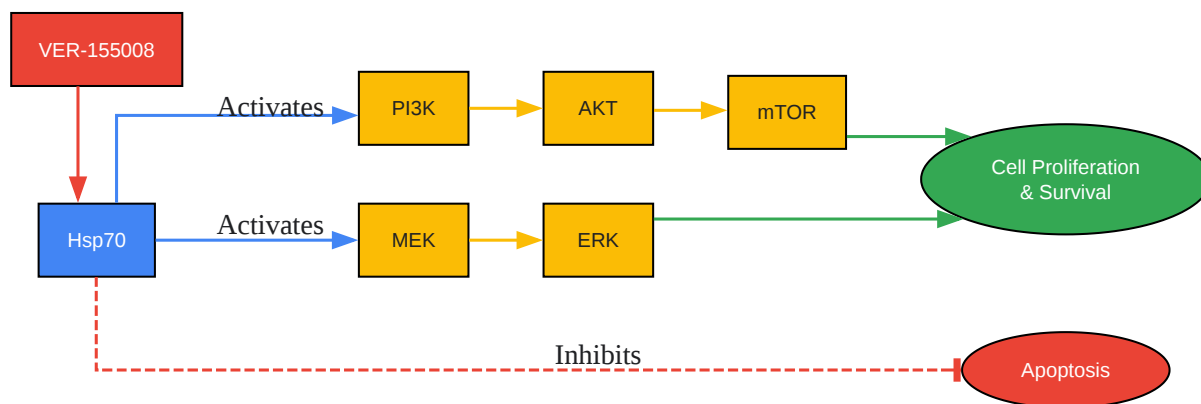 VER-155008
Activates
PI3K
AKT
mTOR
Cell Proliferation
& Survival
Hsp70
Activates
MEK
ERK
Inhibits
Apoptosis